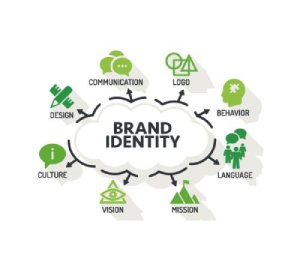 COMMUNICATION
LOGO
DESIGN
BEHAVIOR
BRAND
IDENTITY
CULTURE
LANGUAGE
VISION
MISSION